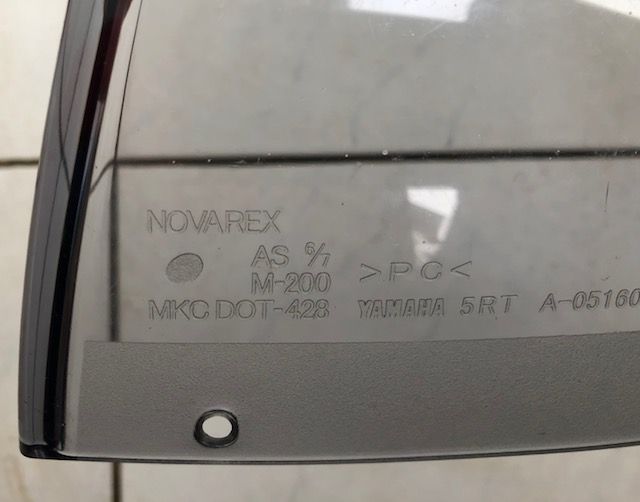 NOVAREX
AS 6/7
M-200 >PC<
MKC DOT-428 YAMAHA 5RT A-05160